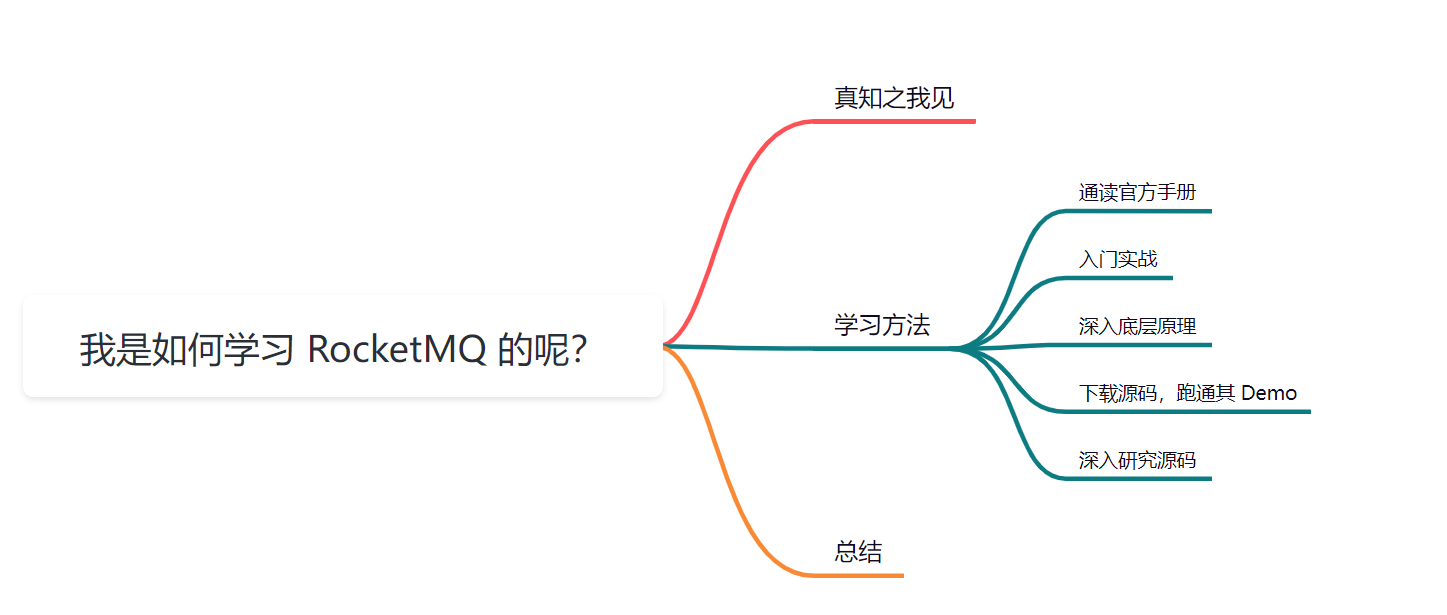 我是如何学习 RocketMQ 的呢?
真知之我见
学习方法
通读官方手册
入门实战
深入底层原理
下载源码，跑通其 Demo
深入研究源码
总结